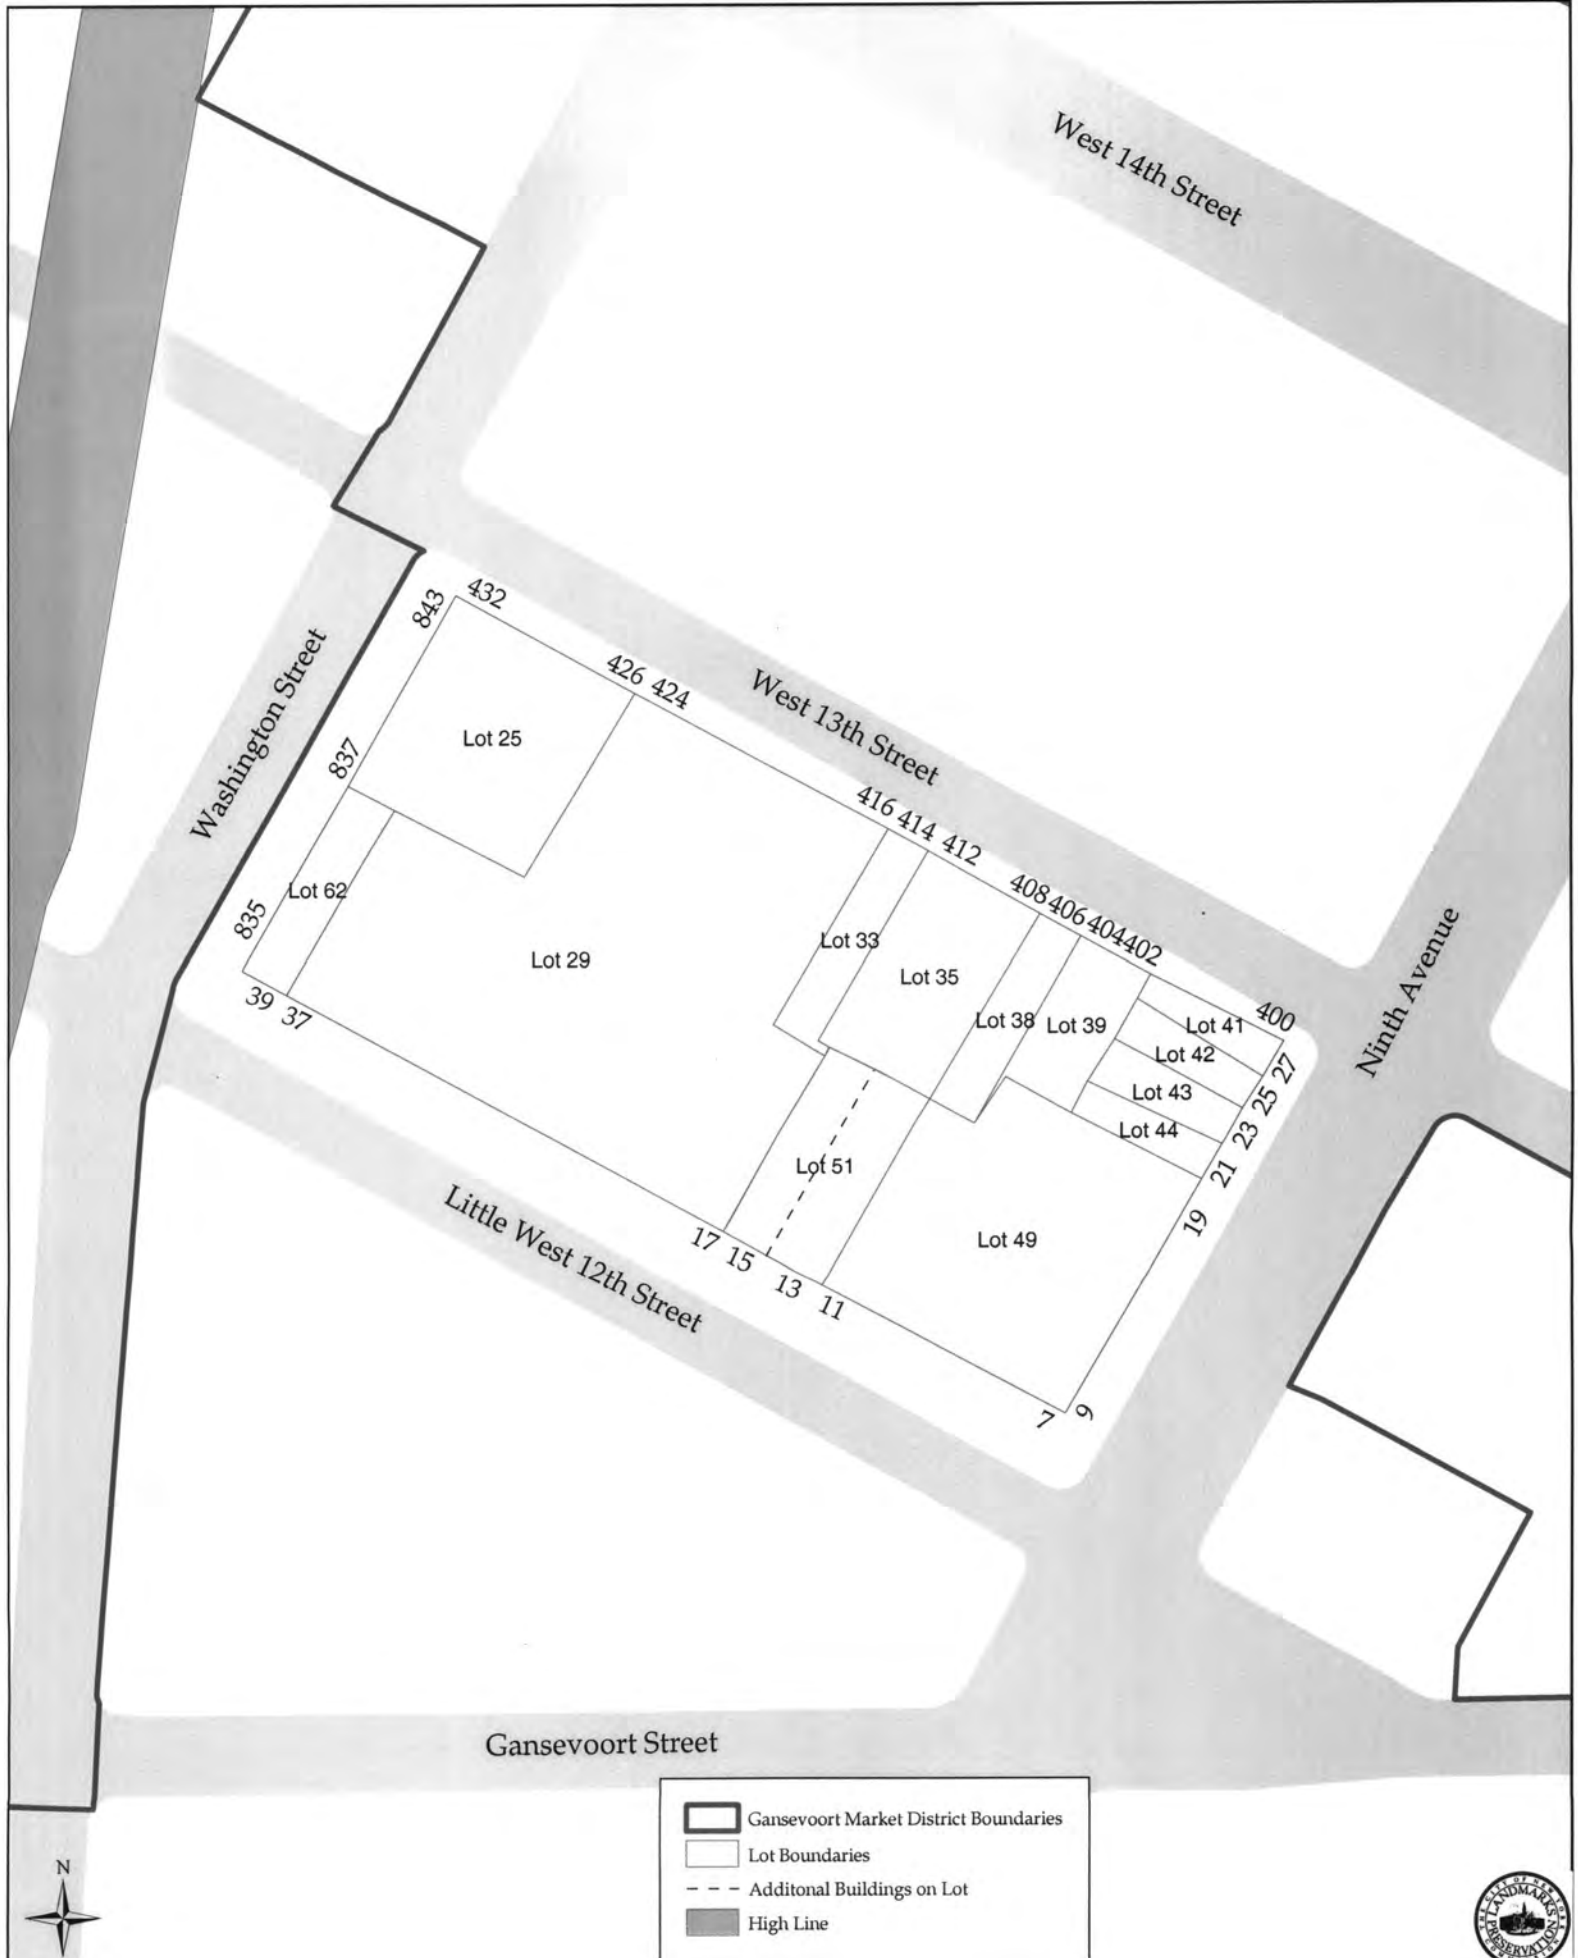 West 14th Street
432
843
426 424
West 13th Street
Washington Street
Lot 25
837
416 414 412
408 406 404 402
Lot 62
835
Lot 33
Lot 29
Lot 35
Ninth Avenue
39 37
Lot 38
Lot 39
Lot 41
400
Lot 42
27
Lot 43
25
Lot 44
23
Lot 51
21
Little West 12th Street
19
Lot 49
17 15
13 11
7
9
Gansevoort Street
Gansevoort Market District Boundaries
Lot Boundaries
Additonal Buildings on Lot
High Line
N
LANDMARKS
PRESERVATION